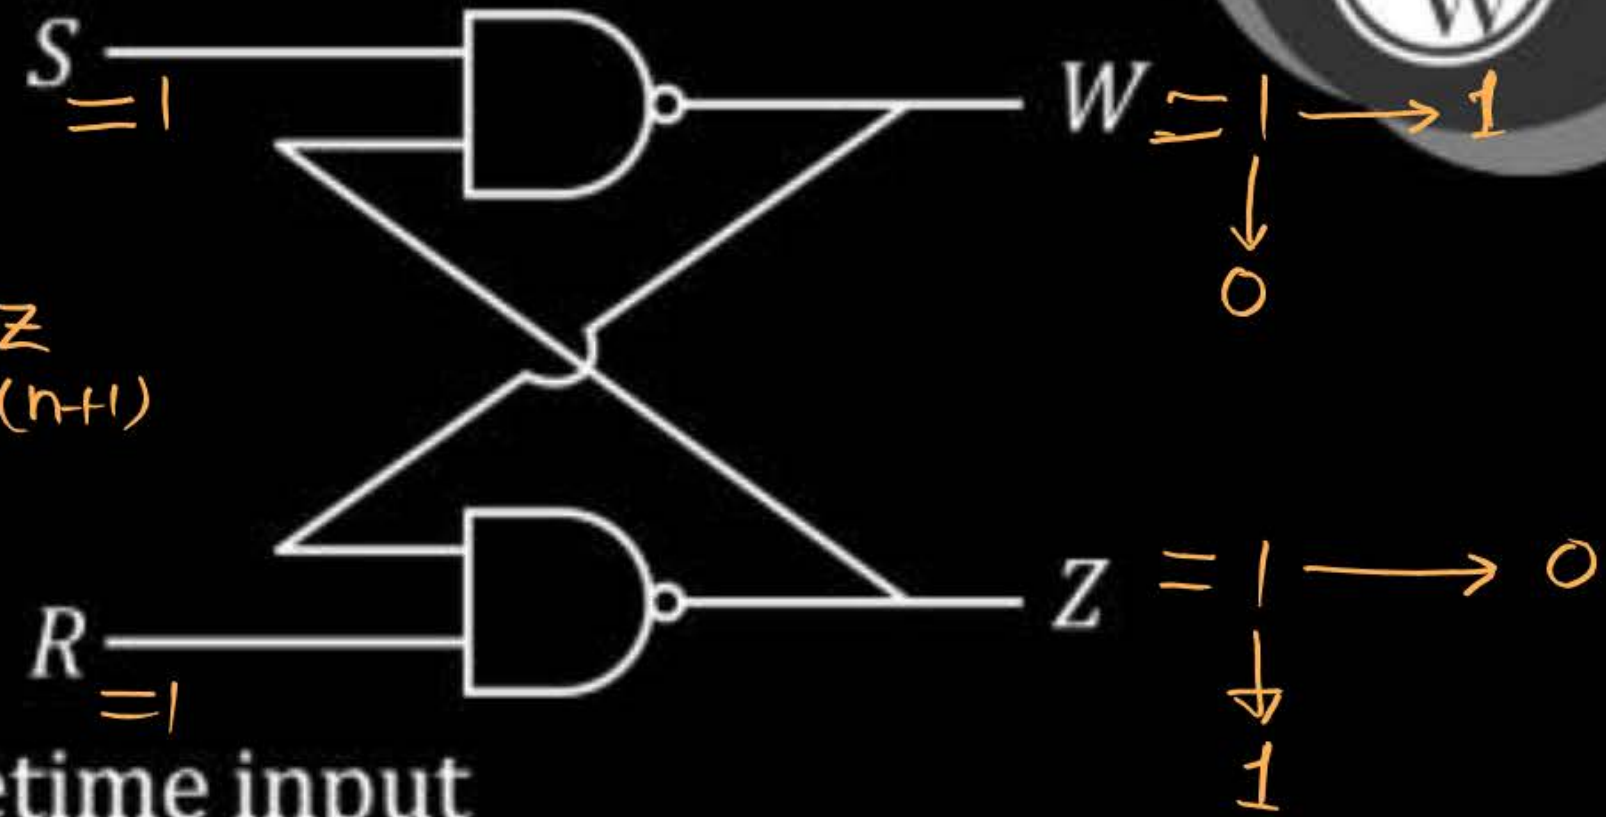 W
S
= 1
W = 1 → 1
↓
0
Z
(n+1)
Z = 1 → 0
↓
1
R
= 1
etime input